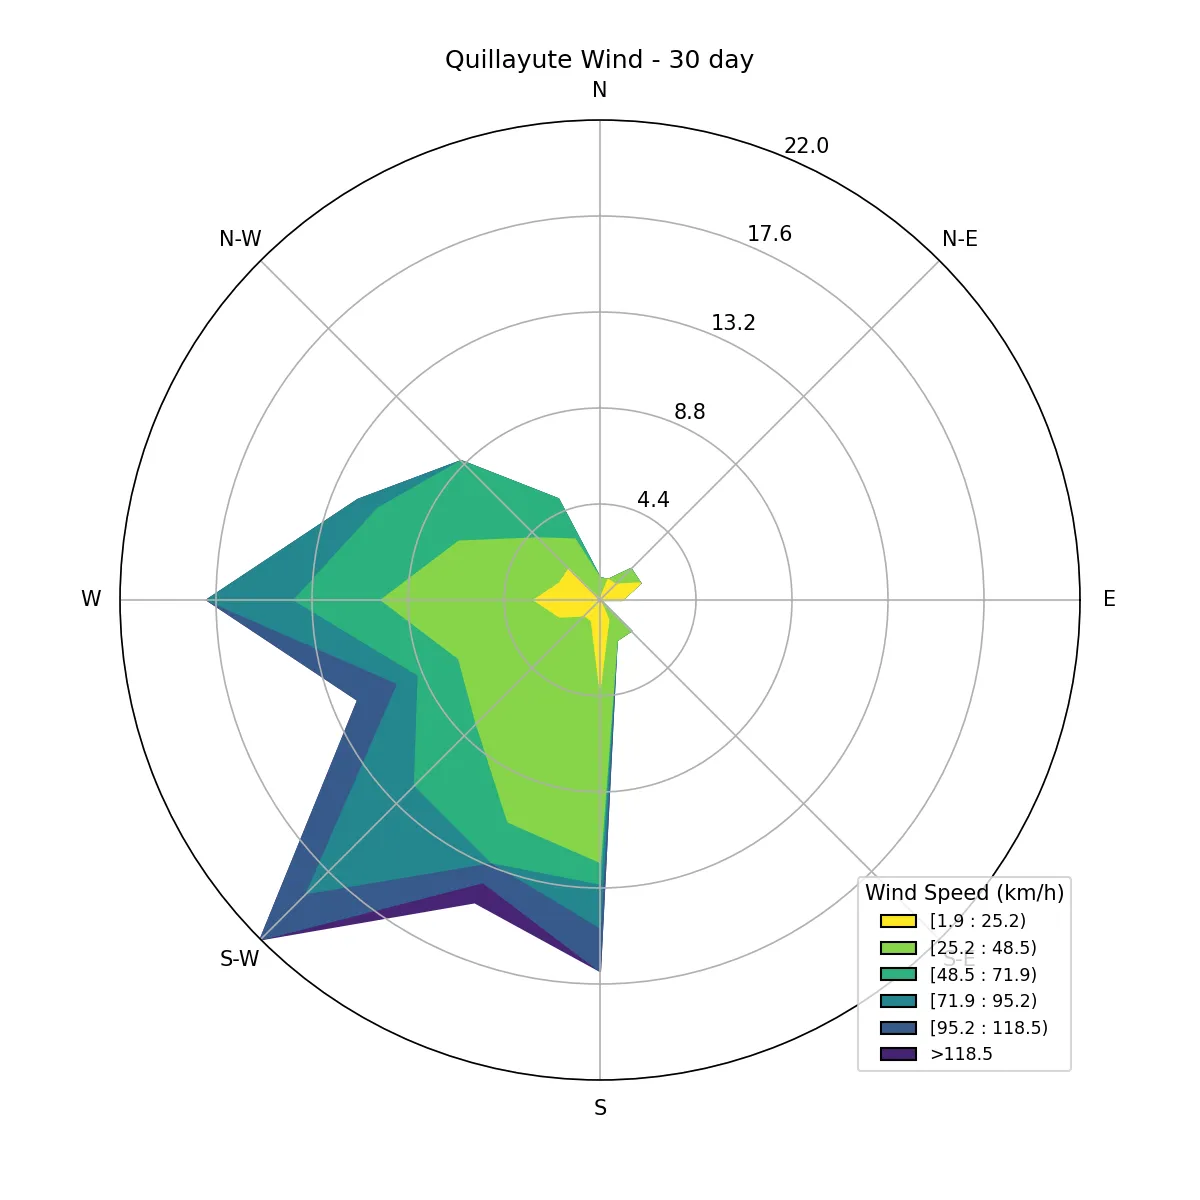 Quillayute Wind - 30 day
N
22.0
17.6
N-W
N-E
13.2
8.8
4.4
W
E
Wind Speed (km/h)
[1.9 : 25.2)
[25.2 : 48.5)
S-W
S-E
[48.5 : 71.9)
[71.9 : 95.2)
[95.2 : 118.5)
>118.5
S